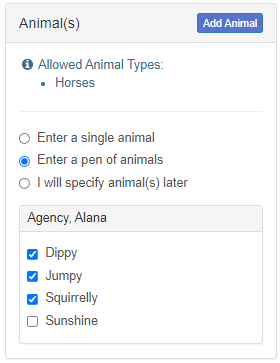 Animal(s) Add Animal
Allowed Animal Types:
Horses
Enter a single animal
Enter a pen of animals
I will specify animal(s) later
Agency, Alana
Dippy
Jumpy
Squirrelly
Sunshine